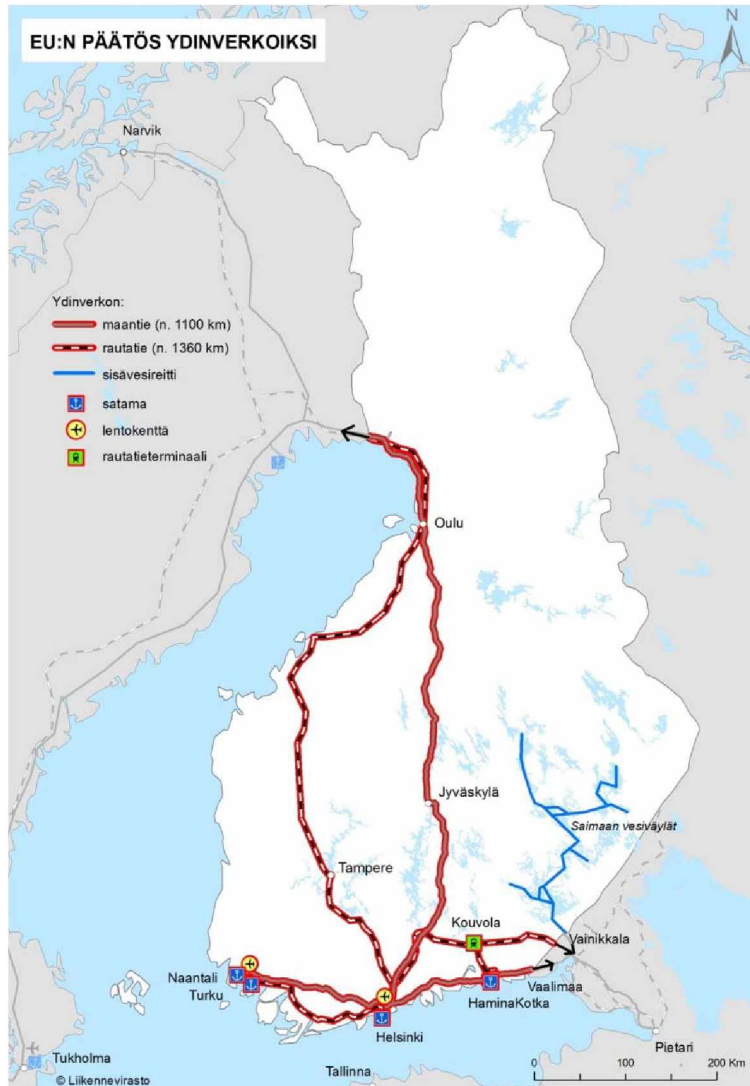 EU:N PÄÄTÖS YDINVERKOIKSI
N
Narvik
Ydinverkon:
maantie (n. 1100 km)
rautatie (n. 1360 km)
sisävesireitti
satama
lentokenttä
rautatieterminaali
Oulu
Jyväskylä
Saimaan vesiväylät
Tampere
Kouvola
Vainikkala
Naantali
Turku
Vaalimaa
HaminaKotka
Helsinki
Pietari
Tukholma
Tallinna
0 100 200 Km
© Liikennevirasto